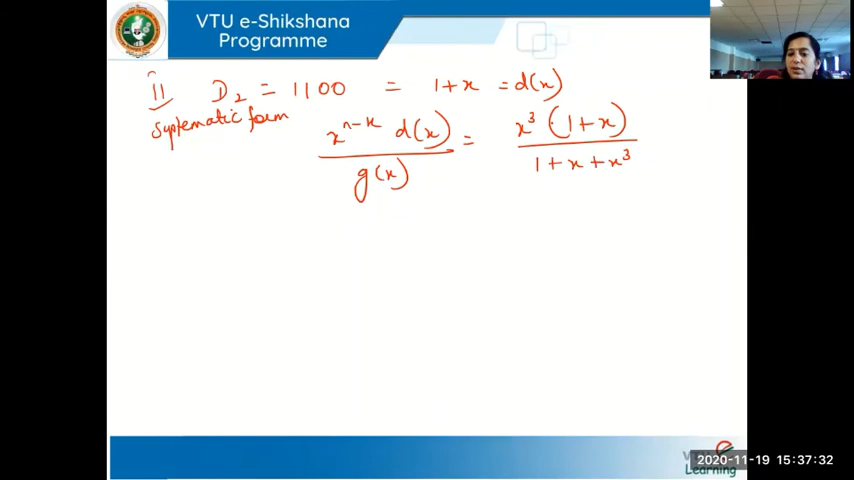 VTU e-Shikshana
Programme
II D₂ = 1100 = 1+x = d(x)
Systematic form
x^{n-k} d(x) / g(x) = x³ (1+x) / 1+x+x³
2020-11-19 15:37:32
Learning